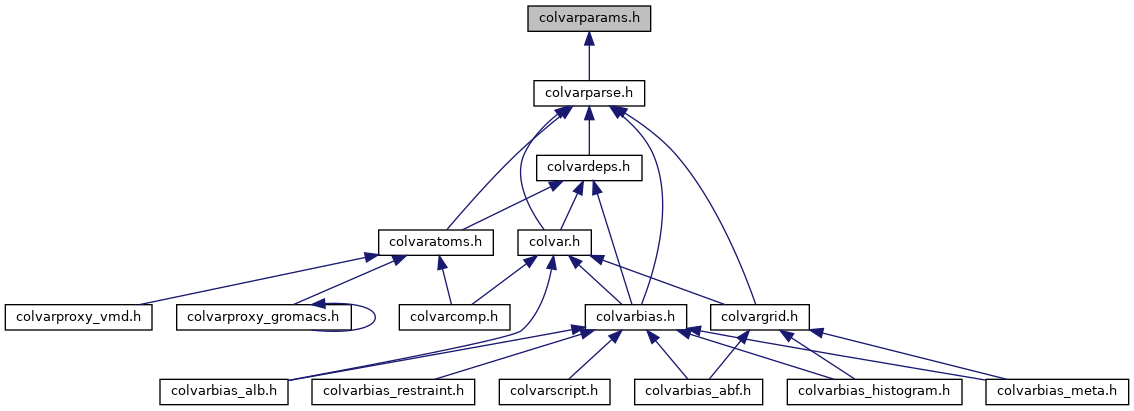 colvarparams.h
colvarparse.h
colvardeps.h
colvaratoms.h
colvar.h
colvarproxy_vmd.h
colvarproxy_gromacs.h
colvarcomp.h
colvarbias.h
colvargrid.h
colvarbias_alb.h
colvarbias_restraint.h
colvarscript.h
colvarbias_abf.h
colvarbias_histogram.h
colvarbias_meta.h